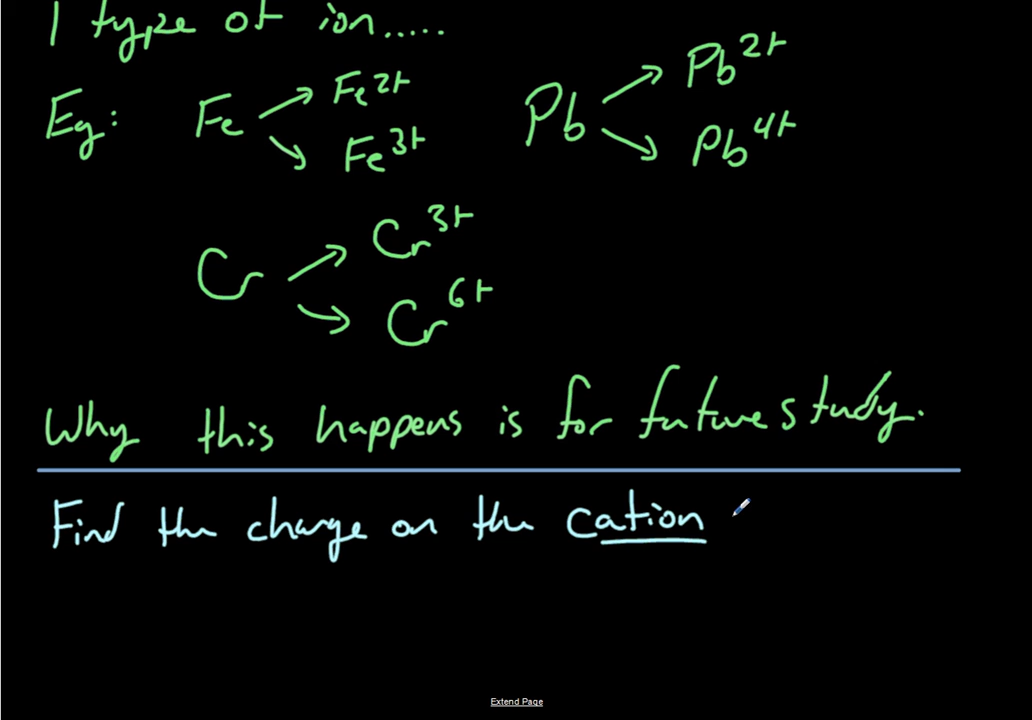 1 type of ion.....
Eg: Fe → Fe²⁺ Pb → Pb²⁺
→ Fe³⁺ → Pb⁴⁺
Cr → Cr³⁺
→ Cr⁶⁺
Why this happens is for future study.
Find the charge on the cation
Extend Page